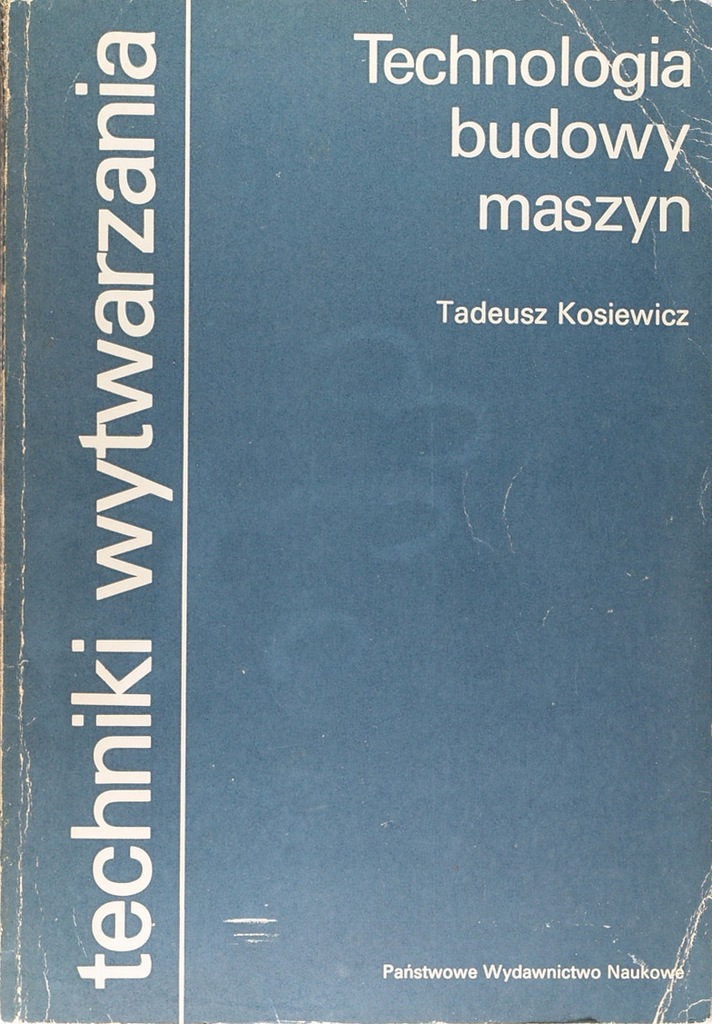 techniki wytwarzania
Technologia
budowy
maszyn
Tadeusz Kosiewicz
Państwowe Wydawnictwo Naukowe